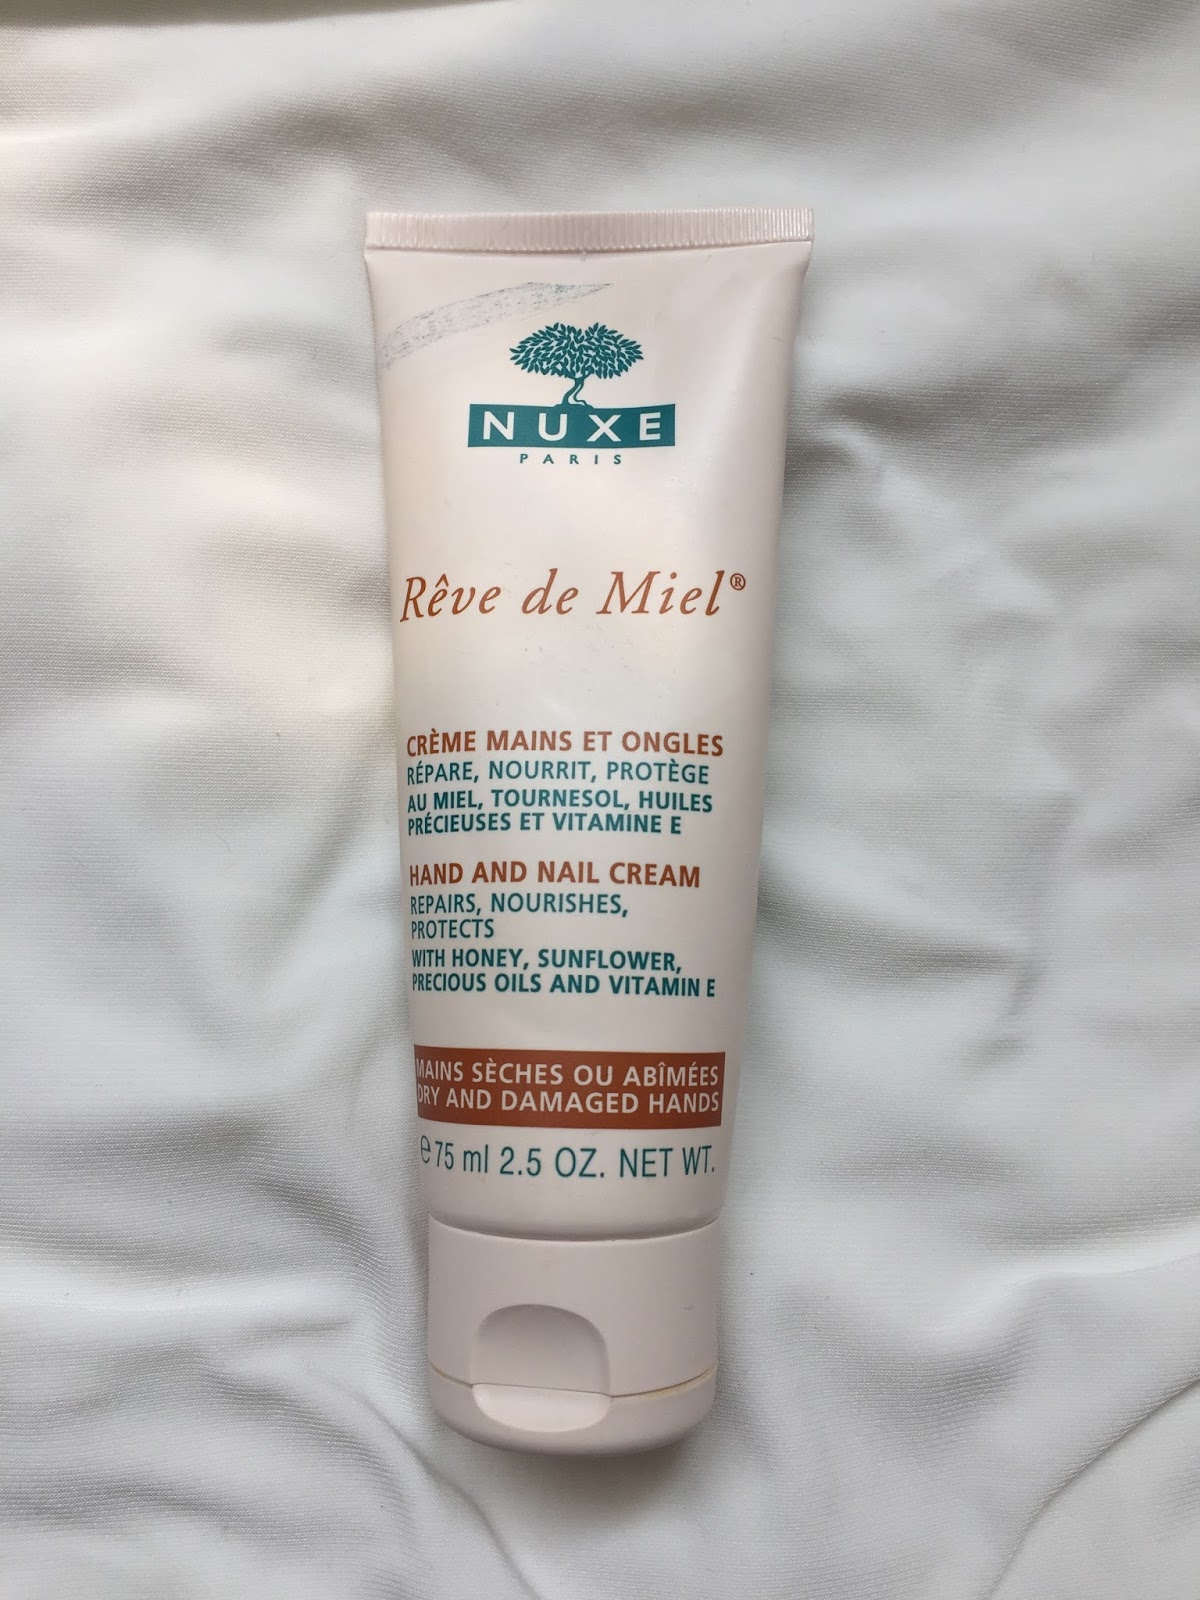 NUXE
PARIS
Rêve de Miel®
CRÈME MAINS ET ONGLES
RÉPARE, NOURRIT, PROTÈGE
AU MIEL, TOURNESOL, HUILES
PRÉCIEUSES ET VITAMINE E
HAND AND NAIL CREAM
REPAIRS, NOURISHES,
PROTECTS
WITH HONEY, SUNFLOWER,
PRECIOUS OILS AND VITAMIN E
MAINS SÈCHES OU ABÎMÉES
DRY AND DAMAGED HANDS
℮ 75 ml 2.5 OZ. NET WT.